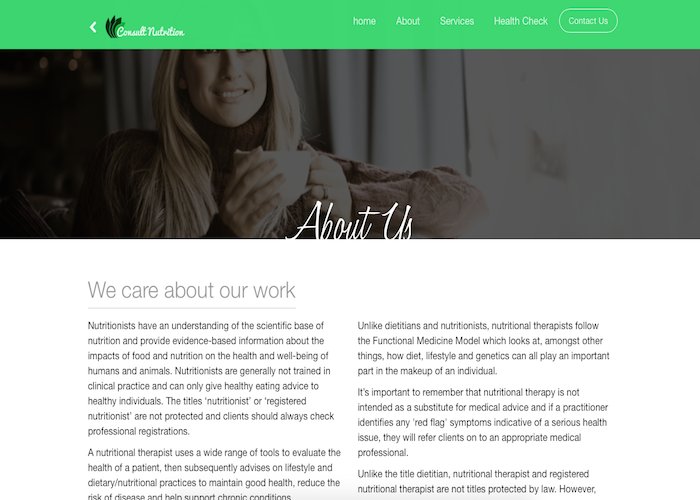 Consult Nutrition
home About Services Health Check Contact Us
About Us
We care about our work
Nutritionists have an understanding of the scientific base of
nutrition and provide evidence-based information about the
impacts of food and nutrition on the health and well-being of
humans and animals. Nutritionists are generally not trained in
clinical practice and can only give healthy eating advice to
healthy individuals. The titles ‘nutritionist’ or ‘registered
nutritionist’ are not protected and clients should always check
professional registrations.
A nutritional therapist uses a wide range of tools to evaluate the
health of a patient, then subsequently advises on lifestyle and
dietary/nutritional practices to maintain good health, reduce the
risk of disease and help support chronic conditions.
Unlike dietitians and nutritionists, nutritional therapists follow
the Functional Medicine Model which looks at, amongst other
things, how diet, lifestyle and genetics can all play an important
part in the makeup of an individual.
It’s important to remember that nutritional therapy is not
intended as a substitute for medical advice and if a practitioner
identifies any ‘red flag’ symptoms indicative of a serious health
issue, they will refer clients on to an appropriate medical
professional.
Unlike the title dietitian, nutritional therapist and registered
nutritional therapist are not titles protected by law. However,